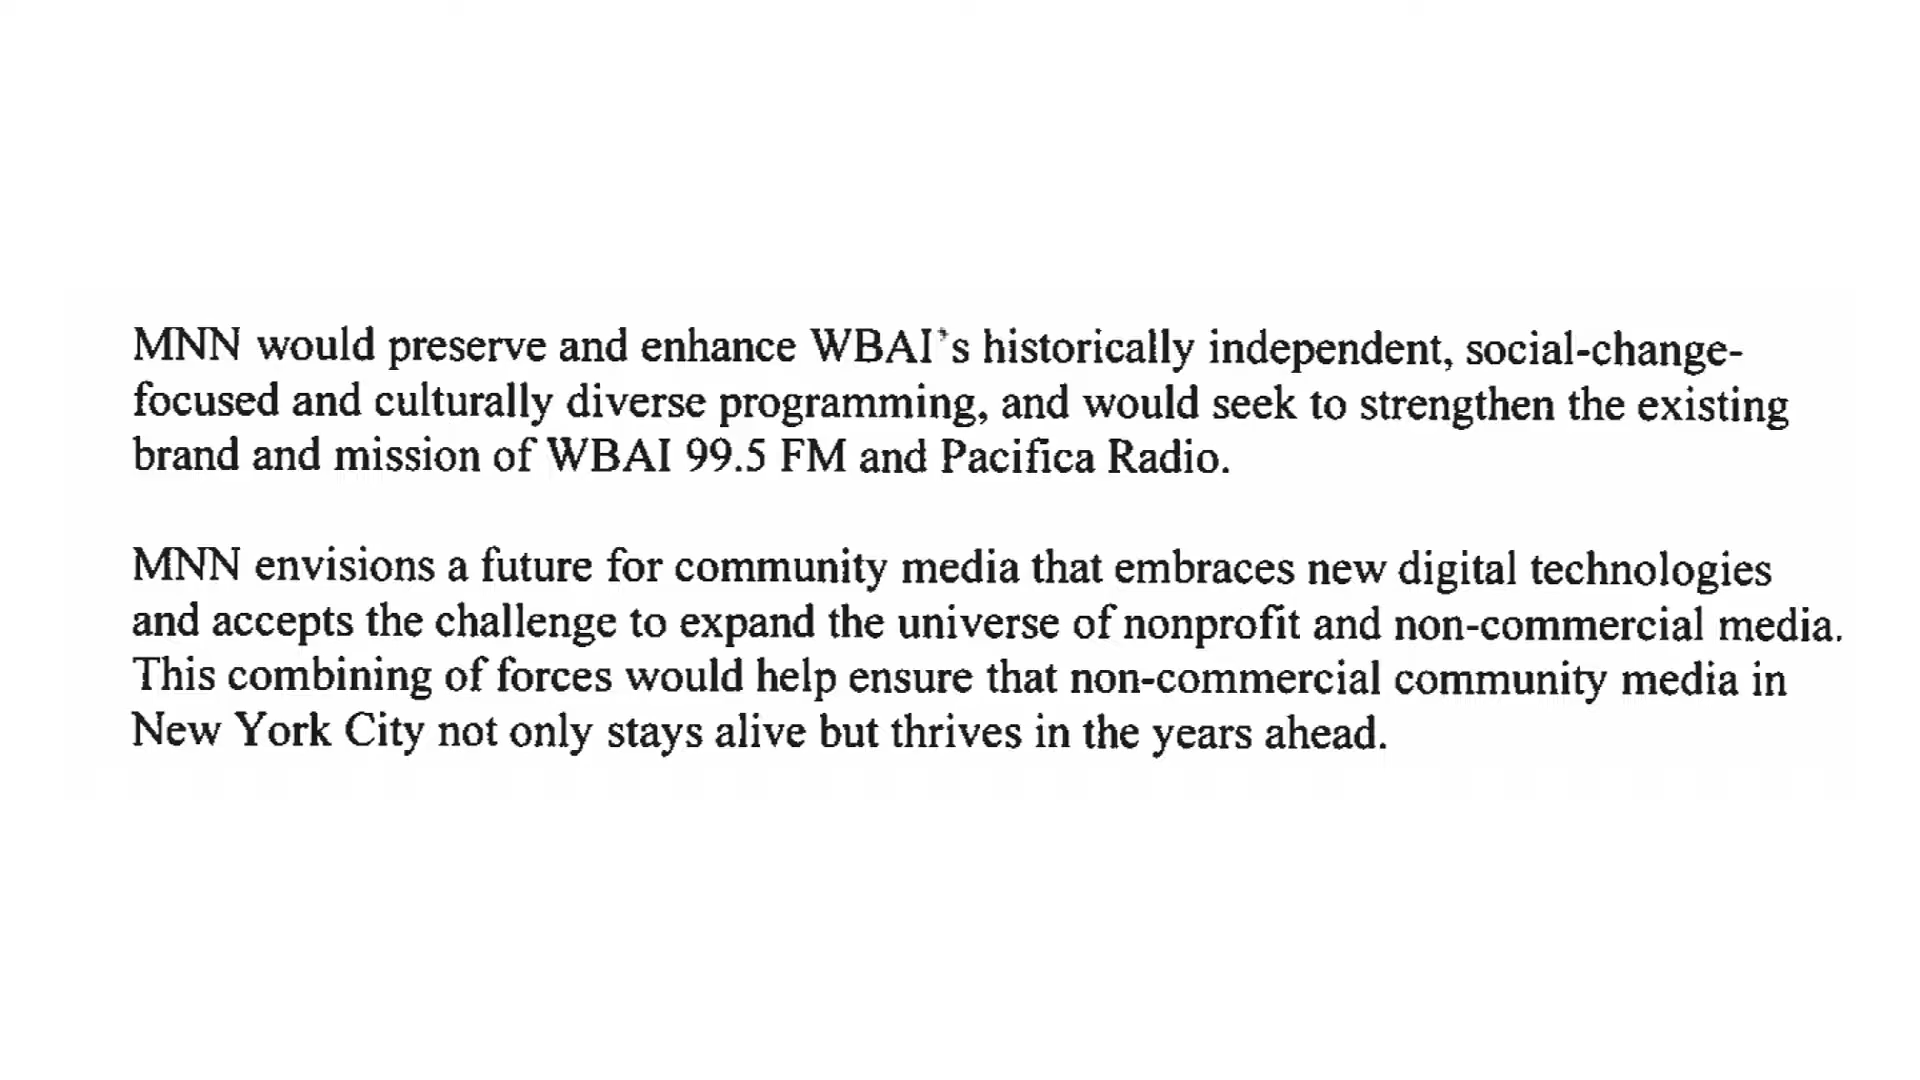 MNN would preserve and enhance WBAI's historically independent, social-change-
focused and culturally diverse programming, and would seek to strengthen the existing
brand and mission of WBAI 99.5 FM and Pacifica Radio.
MNN envisions a future for community media that embraces new digital technologies
and accepts the challenge to expand the universe of nonprofit and non-commercial media.
This combining of forces would help ensure that non-commercial community media in
New York City not only stays alive but thrives in the years ahead.